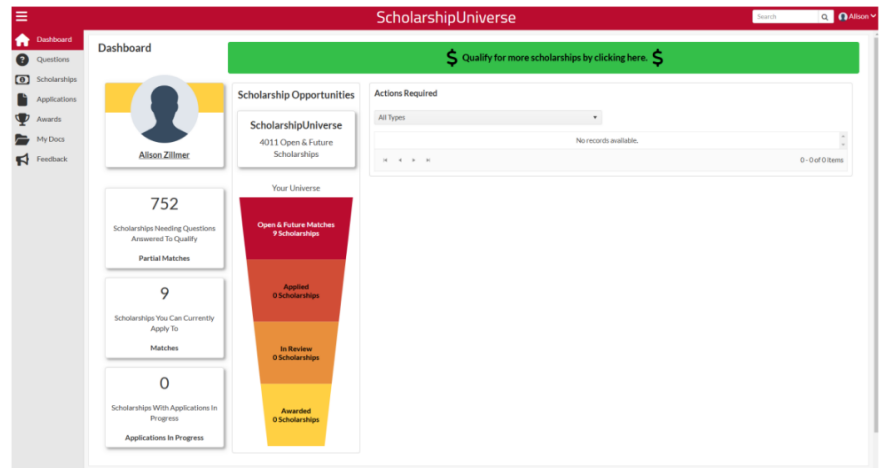 ScholarshipUniverse
Search
Alison
Dashboard
Questions
Scholarships
Applications
Awards
My Docs
Feedback
Dashboard
$ Qualify for more scholarships by clicking here. $
Alison Zillmer
752
Scholarships Needing Questions
Answered To Qualify
Partial Matches
9
Scholarships You Can Currently
Apply To
Matches
0
Scholarships With Applications In
Progress
Applications In Progress
Scholarship Opportunities
ScholarshipUniverse
4011 Open & Future
Scholarships
Your Universe
Open & Future Matches
9 Scholarships
Applied
0 Scholarships
In Review
0 Scholarships
Awarded
0 Scholarships
Actions Required
All Types
No records available.
0 - 0 of 0 items